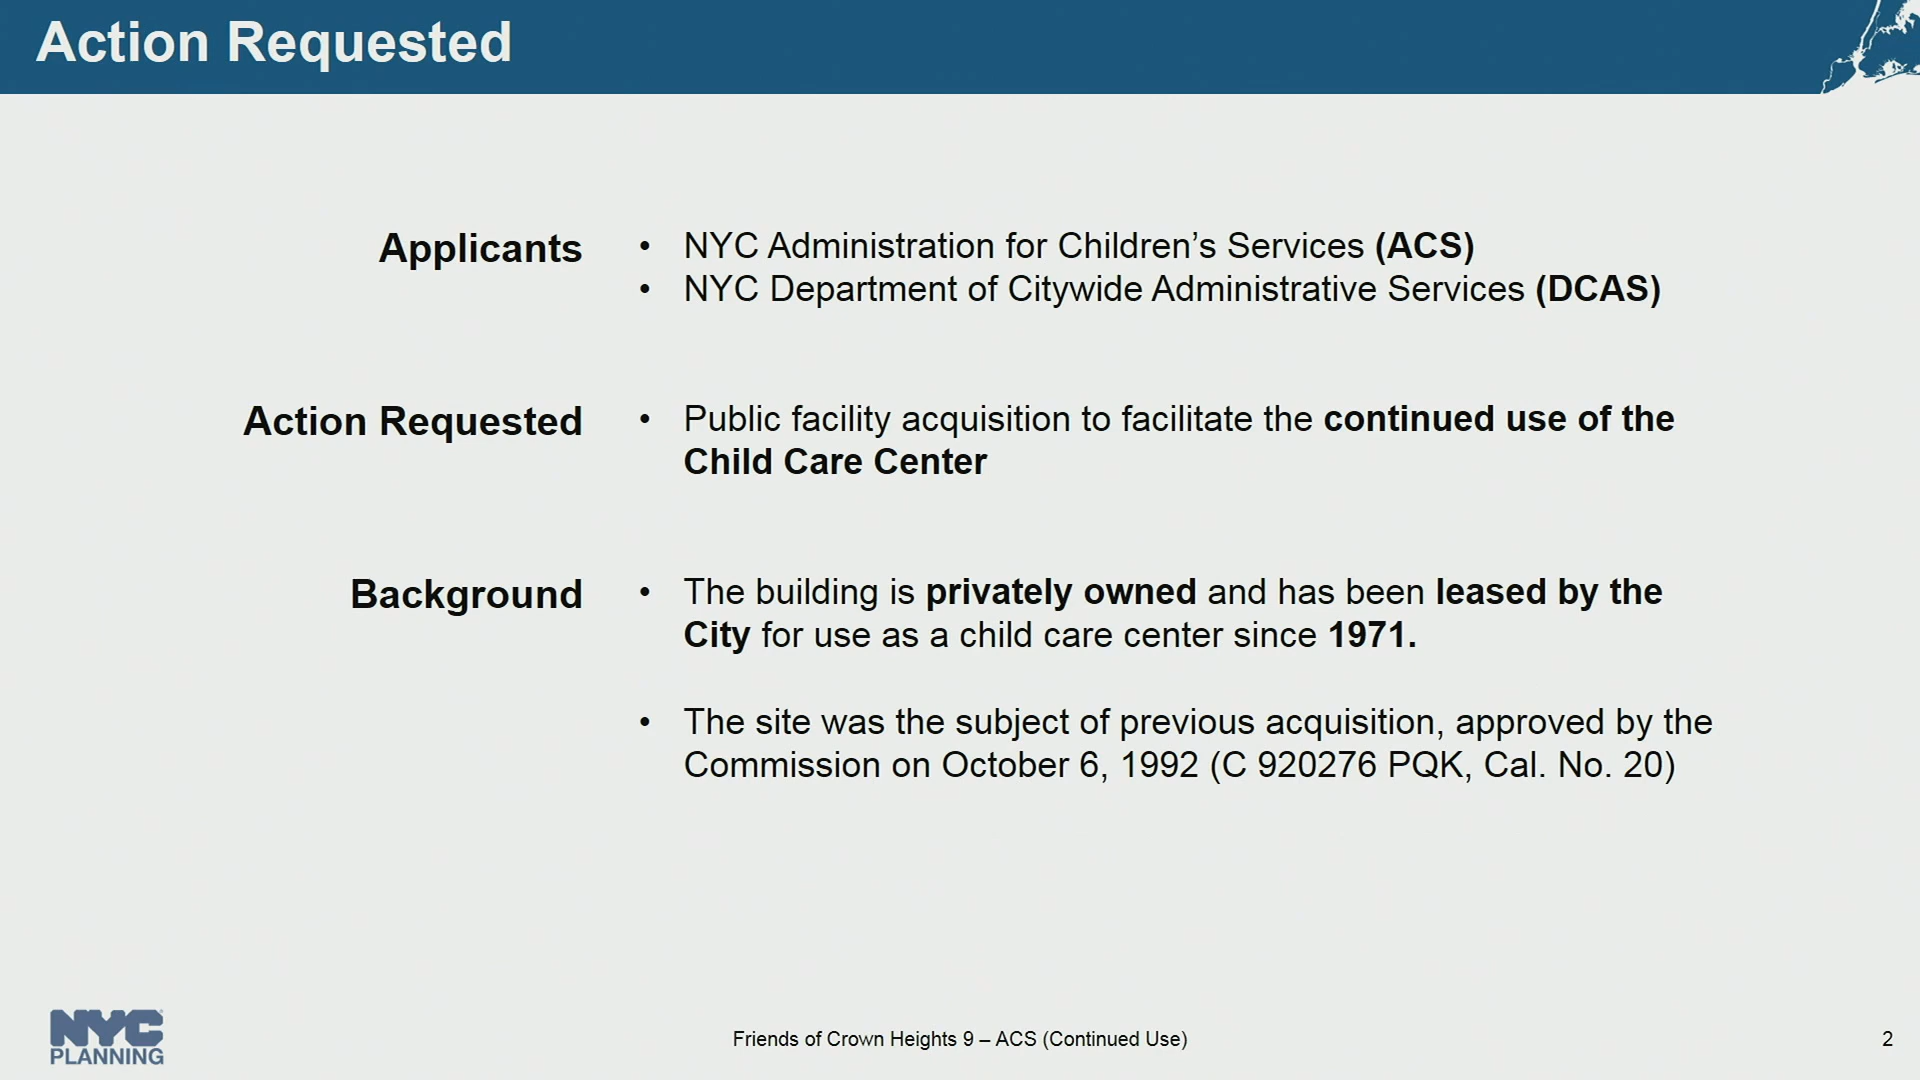 Action Requested
Applicants
• NYC Administration for Children’s Services (ACS)
• NYC Department of Citywide Administrative Services (DCAS)
Action Requested
• Public facility acquisition to facilitate the continued use of the
Child Care Center
Background
• The building is privately owned and has been leased by the
City for use as a child care center since 1971.
• The site was the subject of previous acquisition, approved by the
Commission on October 6, 1992 (C 920276 PQK, Cal. No. 20)
NYC
PLANNING
Friends of Crown Heights 9 – ACS (Continued Use)
2